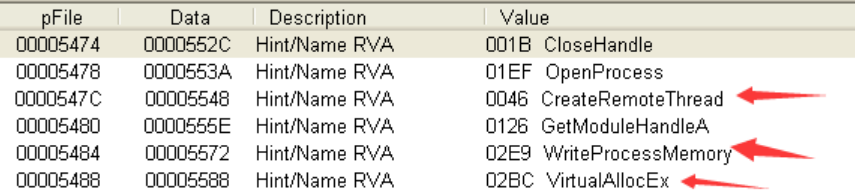 pFile Data Description Value
00005474 0000552C Hint/Name RVA 001B CloseHandle
00005478 0000553A Hint/Name RVA 01EF OpenProcess
0000547C 00005548 Hint/Name RVA 0046 CreateRemoteThread
00005480 0000555E Hint/Name RVA 0126 GetModuleHandleA
00005484 00005572 Hint/Name RVA 02E9 WriteProcessMemory
00005488 00005588 Hint/Name RVA 02BC VirtualAllocEx